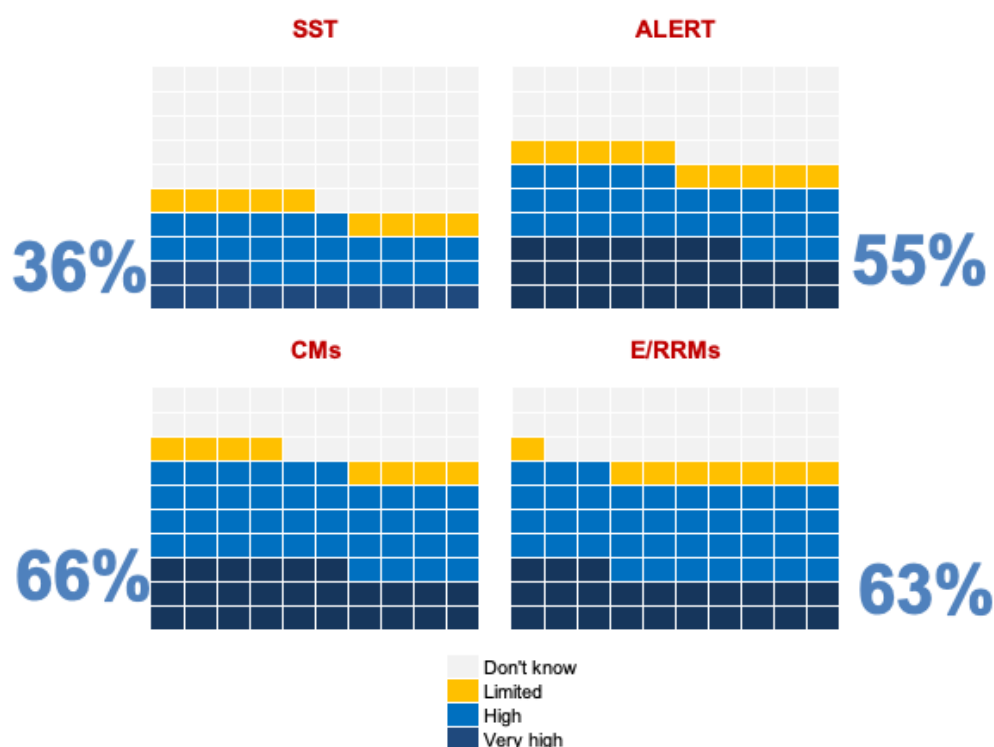 SST
ALERT
36%
55%
CMs
E/RRMs
66%
63%
Don't know
Limited
High
Very high